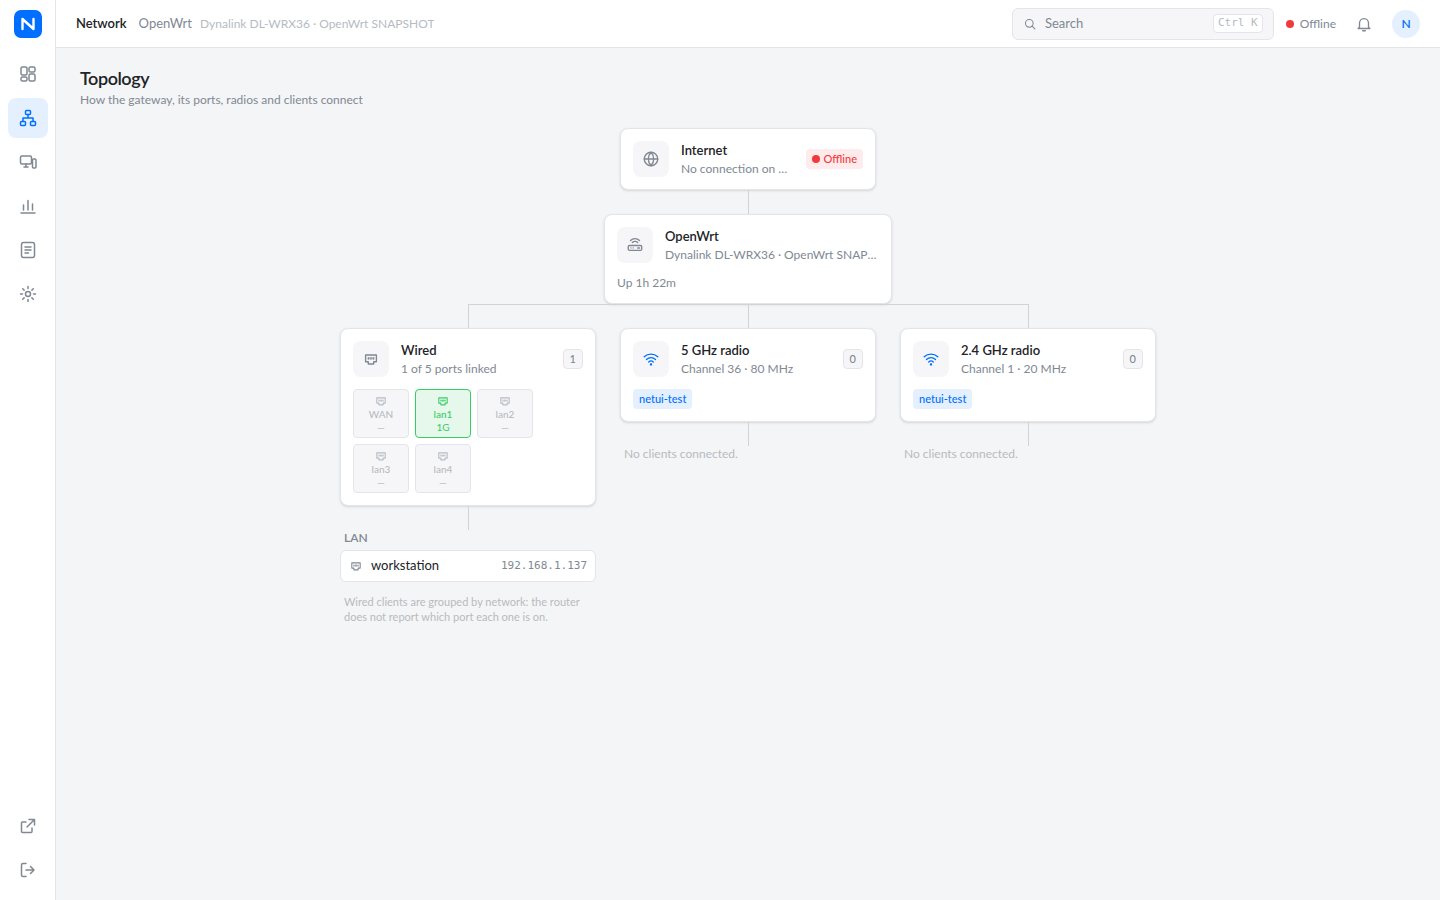 Network OpenWrt Dynalink DL-WRX36 · OpenWrt SNAPSHOT
Search Ctrl K
Offline
N
Topology
How the gateway, its ports, radios and clients connect
Internet
No connection on ...
Offline
OpenWrt
Dynalink DL-WRX36 · OpenWrt SNAP...
Up 1h 22m
Wired
1 of 5 ports linked
1
WAN
—
lan1
1G
lan2
—
lan3
—
lan4
—
5 GHz radio
Channel 36 · 80 MHz
0
netui-test
No clients connected.
2.4 GHz radio
Channel 1 · 20 MHz
0
netui-test
No clients connected.
LAN
workstation 192.168.1.137
Wired clients are grouped by network: the router
does not report which port each one is on.